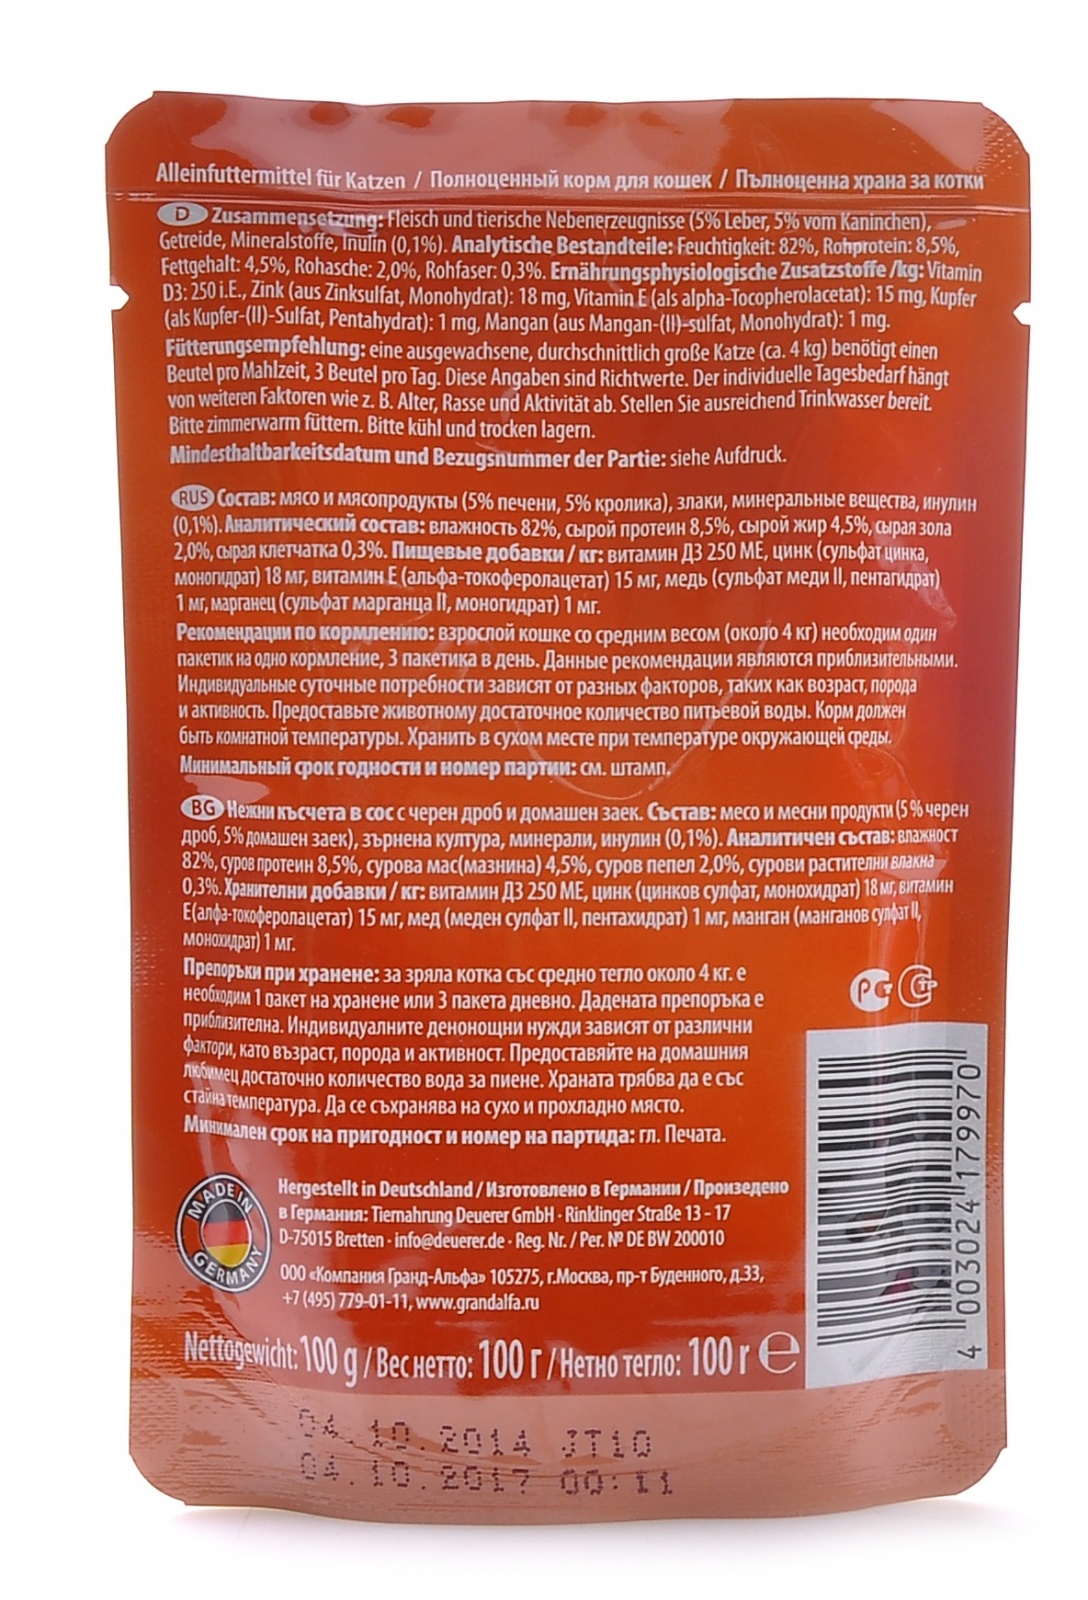 Alleinfuttermittel für Katzen / Полноценный корм для кошек / Пълноценна храна за котки
D Zusammensetzung: Fleisch und tierische Nebenerzeugnisse (5% Leber, 5% vom Kaninchen),
Getreide, Mineralstoffe, Inulin (0,1%). Analytische Bestandteile: Feuchtigkeit: 82%, Rohprotein: 8,5%,
Fettgehalt: 4,5%, Rohasche: 2,0%, Rohfaser: 0,3%. Ernährungsphysiologische Zusatzstoffe /kg: Vitamin
D3: 250 i.E., Zink (aus Zinksulfat, Monohydrat): 18 mg, Vitamin E (als alpha-Tocopherolacetat): 15 mg, Kupfer
(als Kupfer-(II)-Sulfat, Pentahydrat): 1 mg, Mangan (aus Mangan-(II)-sulfat, Monohydrat): 1 mg.
Fütterungsempfehlung: eine ausgewachsene, durchschnittlich große Katze (ca. 4 kg) benötigt einen
Beutel pro Mahlzeit, 3 Beutel pro Tag. Diese Angaben sind Richtwerte. Der individuelle Tagesbedarf hängt
von weiteren Faktoren wie z. B. Alter, Rasse und Aktivität ab. Stellen Sie ausreichend Trinkwasser bereit.
Bitte zimmerwarm füttern. Bitte kühl und trocken lagern.
Mindesthaltbarkeitsdatum und Bezugsnummer der Partie: siehe Aufdruck.
RUS Состав: мясо и мясопродукты (5% печени, 5% кролика), злаки, минеральные вещества, инулин
(0,1%). Аналитический состав: влажность 82%, сырой протеин 8,5%, сырой жир 4,5%, сырая зола
2,0%, сырая клетчатка 0,3%. Пищевые добавки / кг: витамин Д3 250 МЕ, цинк (сульфат цинка,
моногидрат) 18 мг, витамин Е (альфа-токоферолацетат) 15 мг, медь (сульфат меди II, пентагидрат)
1 мг, марганец (сульфат марганца II, моногидрат) 1 мг.
Рекомендации по кормлению: взрослой кошке со средним весом (около 4 кг) необходим один
пакетик на одно кормление, 3 пакетика в день. Данные рекомендации являются приблизительными.
Индивидуальные суточные потребности зависят от разных факторов, таких как возраст, порода
и активность. Предоставьте животному достаточное количество питьевой воды. Корм должен
быть комнатной температуры. Хранить в сухом месте при температуре окружающей среды.
Минимальный срок годности и номер партии: см. штамп.
BG Нежни късчета в сос с черен дроб и домашен заек. Състав: месо и месни продукти (5 % черен
дроб, 5% домашен заек), зърнена култура, минерали, инулин (0,1%). Аналитичен състав: влажност
82%, суров протеин 8,5%, сурова мас(мазнина) 4,5%, суров пепел 2,0%, сурови растителни влакна
0,3%. Хранителни добавки / кг: витамин Д3 250 МЕ, цинк (цинков сулфат, монохидрат) 18 мг, витамин
Е(алфа-токоферолацетат) 15 мг, мед (меден сулфат II, пентахидрат) 1 мг, манган (манганов сулфат II,
монохидрат) 1 мг.
Препоръки при хранене: за зряла котка със средно тегло около 4 кг. е
необходим 1 пакет на хранене или 3 пакета дневно. Дадената препоръка е
приблизителна. Индивидуалните денонощни нужди зависят от различни
фактори, като възраст, порода и активност. Предоставяйте на домашния
любимец достатъчно количество вода за пиене. Храната трябва да е със
стайна температура. Да се съхранява на сухо и прохладно място.
Минимален срок на пригодност и номер на партида: гл. Печата.
РСТ
MADE IN GERMANY
Hergestellt in Deutschland / Изготовлено в Германии / Произведено
в Германия: Tiernahrung Deuerer GmbH · Rinklinger Straße 13 - 17
D-75015 Bretten · info@deuerer.de · Reg. Nr. / Per. № DE BW 200010
ООО «Компания Гранд-Альфа» 105275, г.Москва, пр-т Буденного, д.33,
+7 (495) 779-01-11, www.grandalfa.ru
4 003024 179970
Nettogewicht: 100 g / Вес нетто: 100 г / Нетно тегло: 100 г ℮
04.10.2014 JT10
04.10.2017 00:11